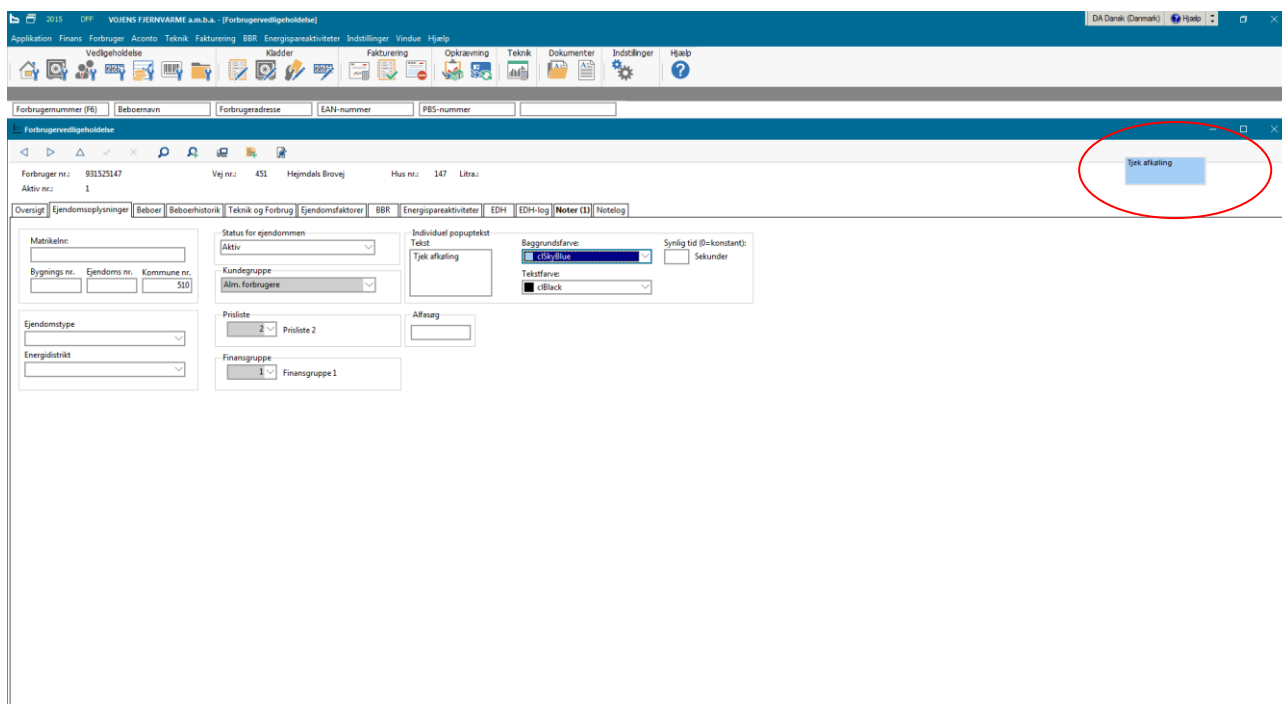 2015 DFF VOJENS FJERNVARME a.m.b.a. - [Forbrugervedligeholdelse] DA Dansk (Danmark) Hjælp
Applikation Finans Forbruger Aconto Teknik Fakturering BBR Energispareaktiviteter Indstillinger Vindue Hjælp
Vedligeholdelse Kladder Fakturering Opkrævning Teknik Dokumenter Indstillinger Hjælp
Forbrugernummer (F6) Beboernavn Forbrugeradresse EAN-nummer PBS-nummer
Forbrugervedligeholdelse
Tjek afkøling
Forbruger nr.: 931525147 Vej nr.: 451 Hejmdals Brovej Hus nr.: 147 Litra.:
Aktiv nr.: 1
Oversigt Ejendomsoplysninger Beboer Beboerhistorik Teknik og Forbrug Ejendomsfaktorer BBR Energispareaktiviteter EDH EDH-log Noter (1) Notelog
Matrikelnr. Status for ejendommen Individuel popuptekst
Aktiv Tekst Baggrundsfarve: Synlig tid (0=konstant):
Tjek afkøling clSkyBlue Sekunder
Bygnings nr. Ejendoms nr. Kommune nr. Kundegruppe Tekstfarve:
510 Alm. forbrugere clBlack
Ejendomstype Prisliste Alfasøg
2 Prisliste 2
Energidistrikt Finansgruppe
1 Finansgruppe 1